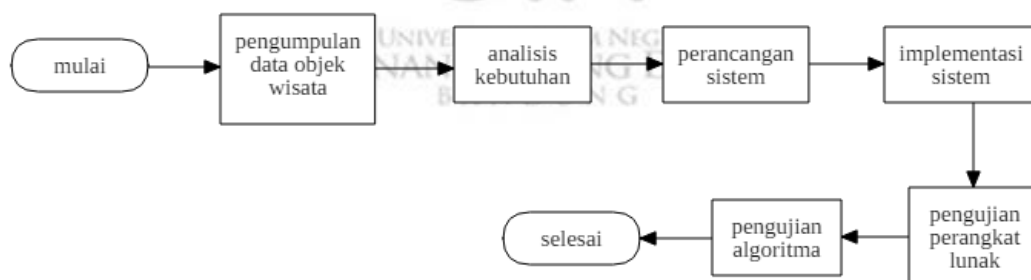 mulai
pengumpulan
data objek
wisata
analisis
kebutuhan
perancangan
sistem
implementasi
sistem
pengujian
perangkat
lunak
pengujian
algoritma
selesai